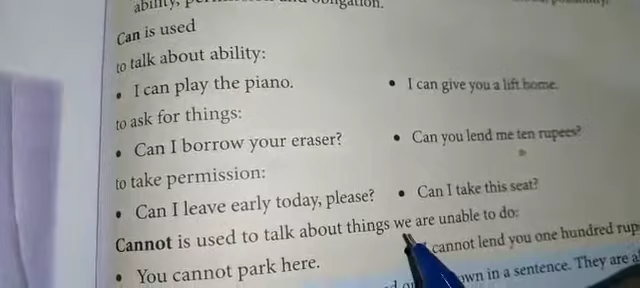 ability,
Can is used
to talk about ability:
• I can play the piano. • I can give you a lift home.
to ask for things:
• Can I borrow your eraser? • Can you lend me ten rupees?
to take permission:
• Can I leave early today, please? • Can I take this seat?
Cannot is used to talk about things we are unable to do:
• You cannot park here. cannot lend you one hundred rup
own in a sentence. They are al